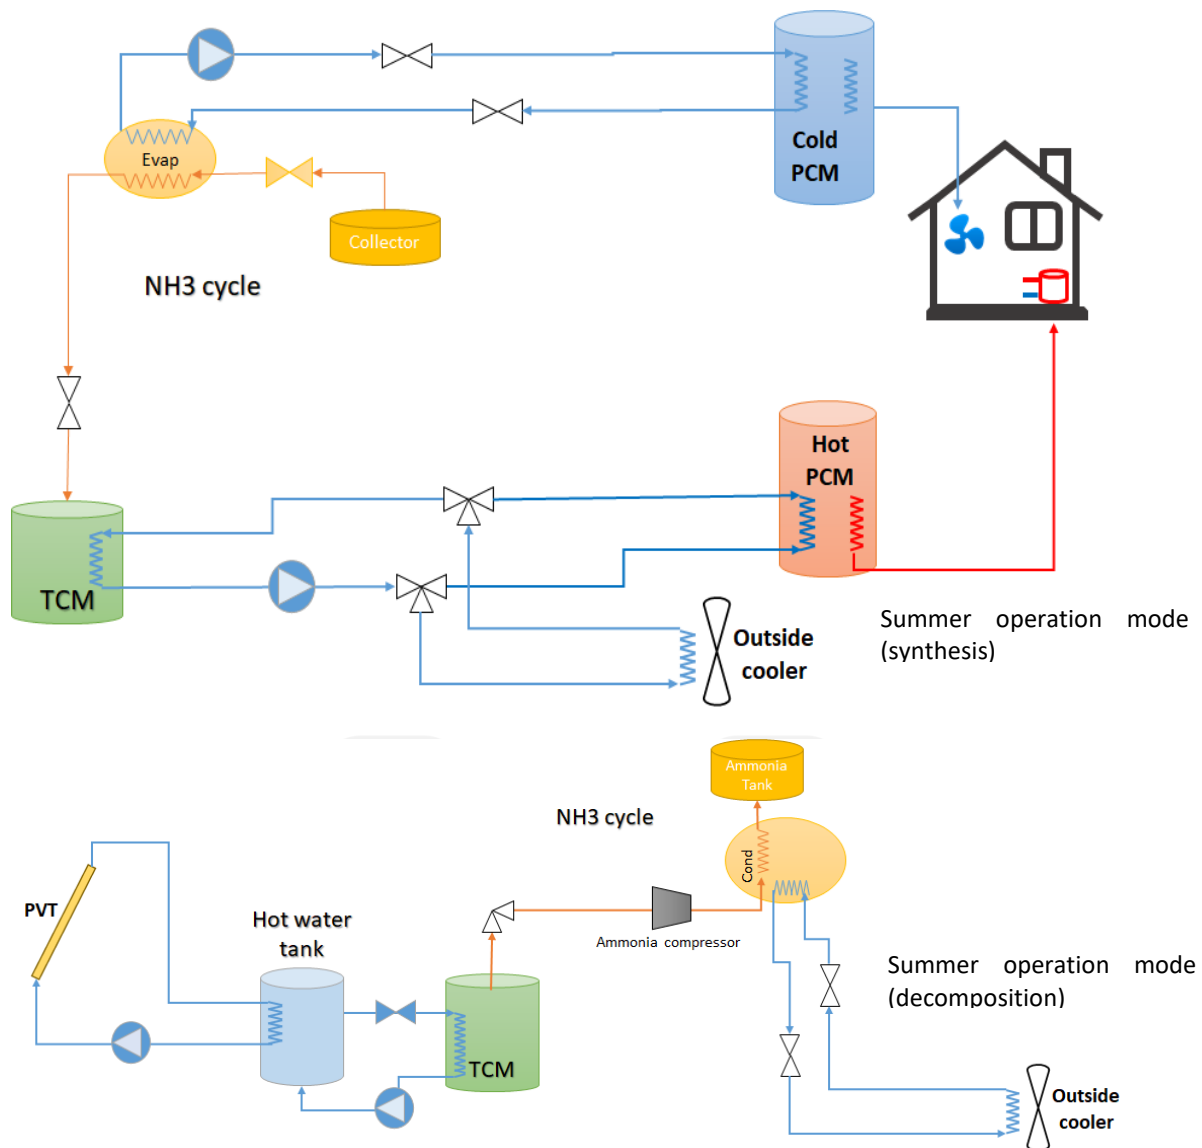 Evap
Cold
PCM
Collector
NH3 cycle
Hot
PCM
TCM
Outside
cooler
Summer operation mode
(synthesis)
Ammonia
Tank
NH3 cycle
Cond
PVT
Hot water
tank
Ammonia compressor
Summer operation mode
(decomposition)
TCM
Outside
cooler